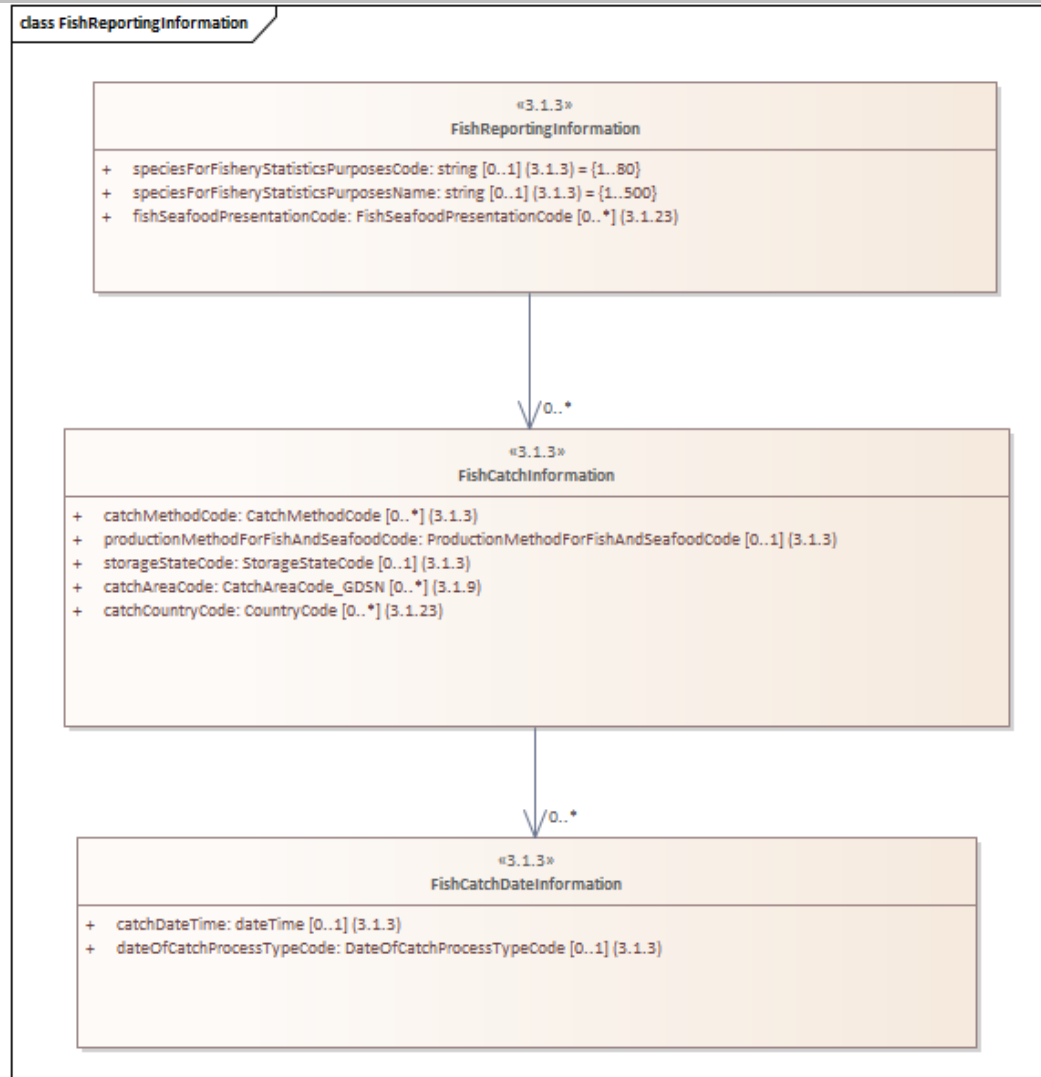 class FishReportingInformation
«3.1.3»
FishReportingInformation
+ speciesForFisheryStatisticsPurposesCode: string [0..1] (3.1.3) = {1..80}
+ speciesForFisheryStatisticsPurposesName: string [0..1] (3.1.3) = {1..500}
+ fishSeafoodPresentationCode: FishSeafoodPresentationCode [0..*] (3.1.23)
0..*
«3.1.3»
FishCatchInformation
+ catchMethodCode: CatchMethodCode [0..*] (3.1.3)
+ productionMethodForFishAndSeafoodCode: ProductionMethodForFishAndSeafoodCode [0..1] (3.1.3)
+ storageStateCode: StorageStateCode [0..1] (3.1.3)
+ catchAreaCode: CatchAreaCode_GDSN [0..*] (3.1.9)
+ catchCountryCode: CountryCode [0..*] (3.1.23)
0..*
«3.1.3»
FishCatchDateInformation
+ catchDateTime: dateTime [0..1] (3.1.3)
+ dateOfCatchProcessTypeCode: DateOfCatchProcessTypeCode [0..1] (3.1.3)